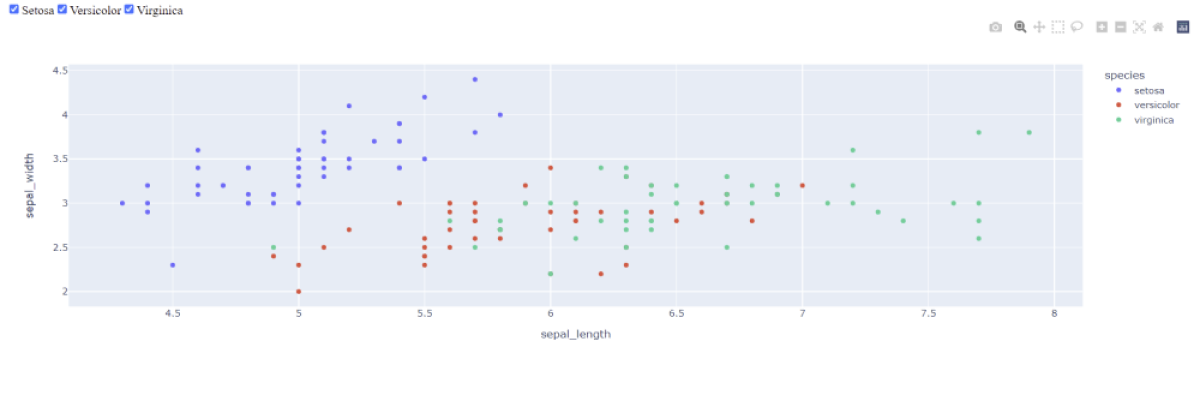 Setosa Versicolor Virginica
species
setosa
versicolor
virginica
4.5
4
3.5
3
2.5
2
sepal_width
4.5 5 5.5 6 6.5 7 7.5 8
sepal_length